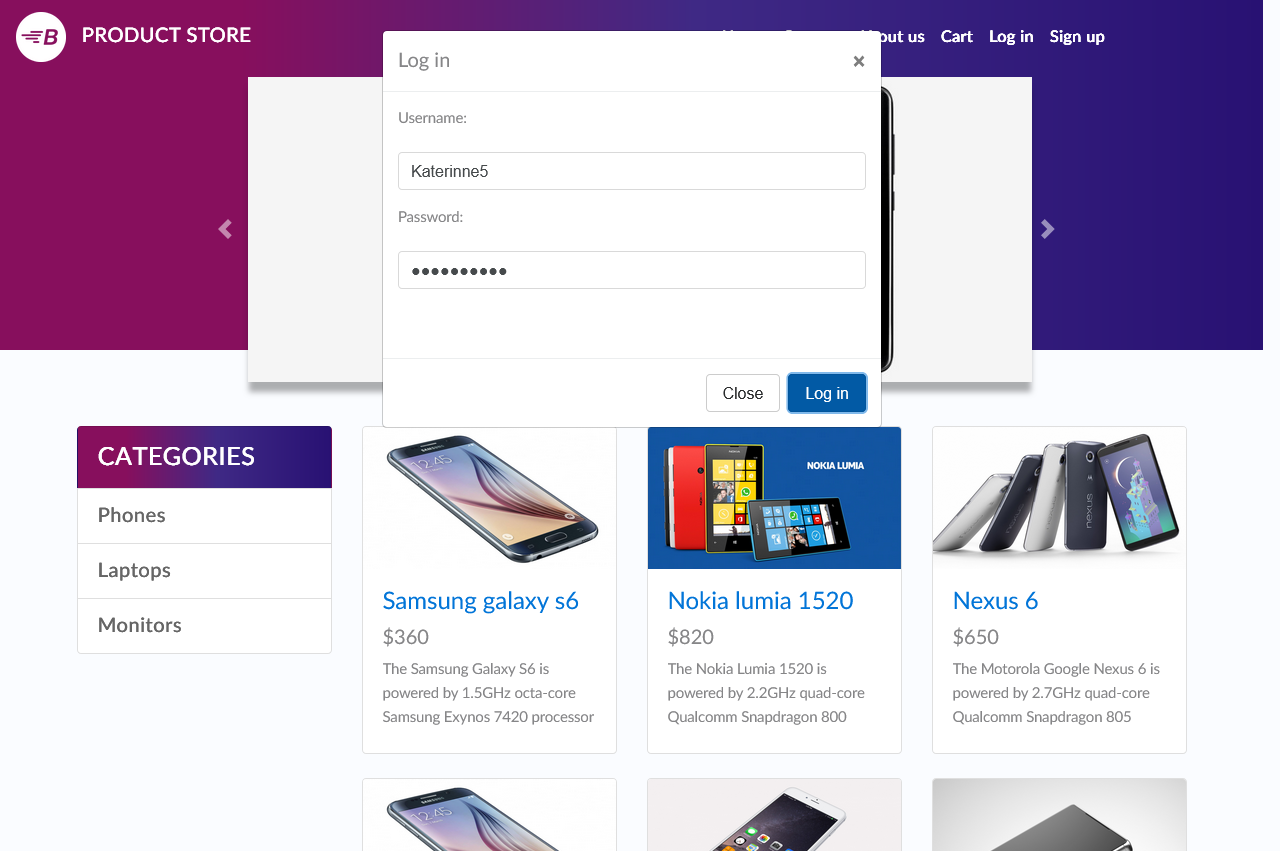 B PRODUCT STORE
About us Cart Log in Sign up
Log in
×
Username:
Katerinne5
Password:
••••••••••
Close Log in
CATEGORIES
Phones
Laptops
Monitors
NOKIA LUMIA
nexus
Samsung galaxy s6
$360
The Samsung Galaxy S6 is
powered by 1.5GHz octa-core
Samsung Exynos 7420 processor
Nokia lumia 1520
$820
The Nokia Lumia 1520 is
powered by 2.2GHz quad-core
Qualcomm Snapdragon 800
Nexus 6
$650
The Motorola Google Nexus 6 is
powered by 2.7GHz quad-core
Qualcomm Snapdragon 805